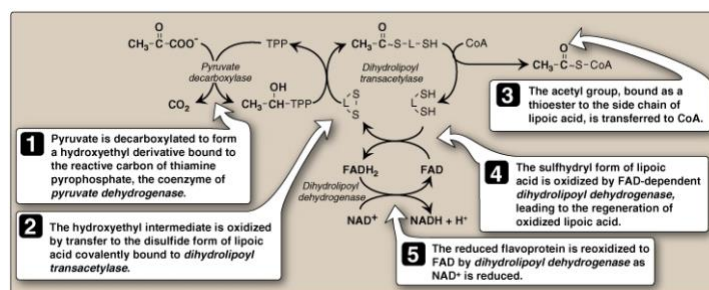 O
CH₃-C-COO⁻
TPP
O
CH₃-C-S-L-SH
CoA
O
CH₃-C-S-CoA
Pyruvate
decarboxylase
Dihydrolipoyl
transacetylase
OH
CO₂
CH₃-CH-TPP
S
L
S
SH
L
SH
3 The acetyl group, bound as a
thioester to the side chain of
lipoic acid, is transferred to CoA.
1 Pyruvate is decarboxylated to form
a hydroxyethyl derivative bound to
the reactive carbon of thiamine
pyrophosphate, the coenzyme of
pyruvate dehydrogenase.
FADH₂
FAD
4 The sulfhydryl form of lipoic
acid is oxidized by FAD-dependent
dihydrolipoyl dehydrogenase,
leading to the regeneration of
oxidized lipoic acid.
Dihydrolipoyl
dehydrogenase
NAD⁺
NADH + H⁺
2 The hydroxyethyl intermediate is oxidized
by transfer to the disulfide form of lipoic
acid covalently bound to dihydrolipoyl
transacetylase.
5 The reduced flavoprotein is reoxidized to
FAD by dihydrolipoyl dehydrogenase as
NAD⁺ is reduced.